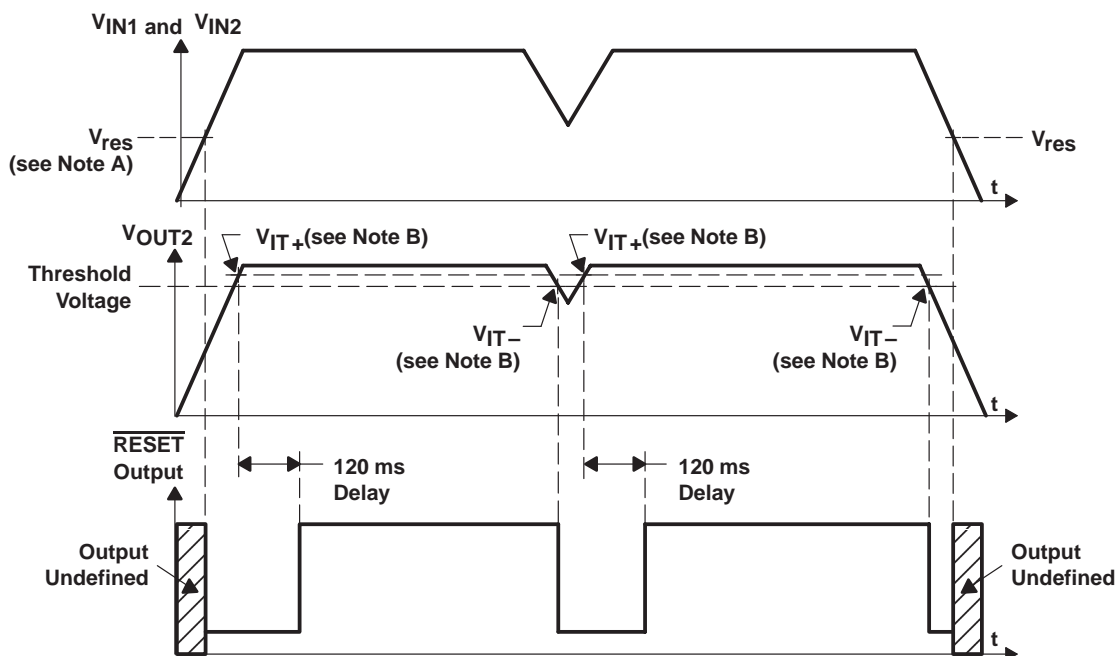 VIN1 and VIN2
Vres
(see Note A)
Vres
t
VOUT2
VIT+(see Note B)
VIT+(see Note B)
Threshold
Voltage
VIT–
(see Note B)
VIT–
(see Note B)
t
RESET
Output
120 ms
Delay
120 ms
Delay
Output
Undefined
Output
Undefined
t